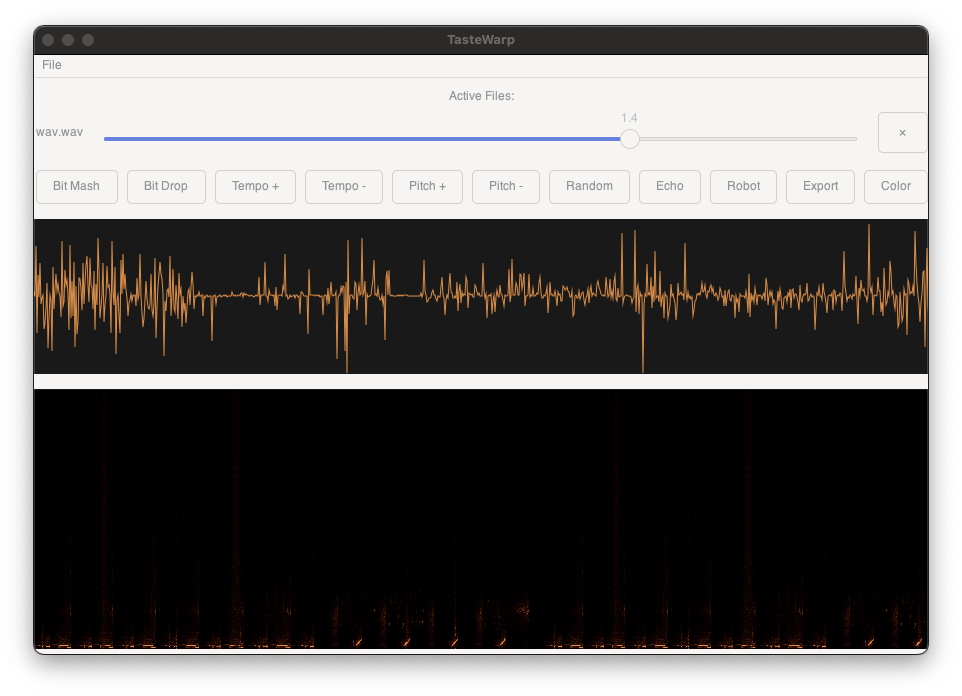 TasteWarp
File
Active Files:
1.4
wav.wav
×
Bit Mash Bit Drop Tempo + Tempo - Pitch + Pitch - Random Echo Robot Export Color